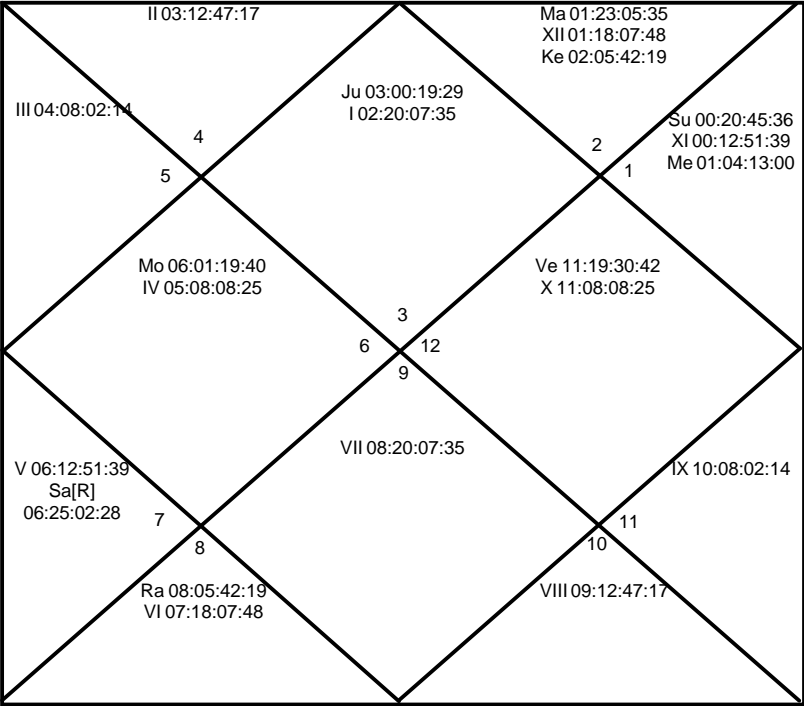 II 03:12:47:17
Ma 01:23:05:35
XII 01:18:07:48
Ke 02:05:42:19
Ju 03:00:19:29
I 02:20:07:35
III 04:08:02:14
Su 00:20:45:36
XI 00:12:51:39
Me 01:04:13:00
4
2
5
1
Mo 06:01:19:40
IV 05:08:08:25
Ve 11:19:30:42
X 11:08:08:25
3
6
12
9
VII 08:20:07:35
V 06:12:51:39
Sa[R]
06:25:02:28
IX 10:08:02:14
7
11
8
10
Ra 08:05:42:19
VI 07:18:07:48
VIII 09:12:47:17